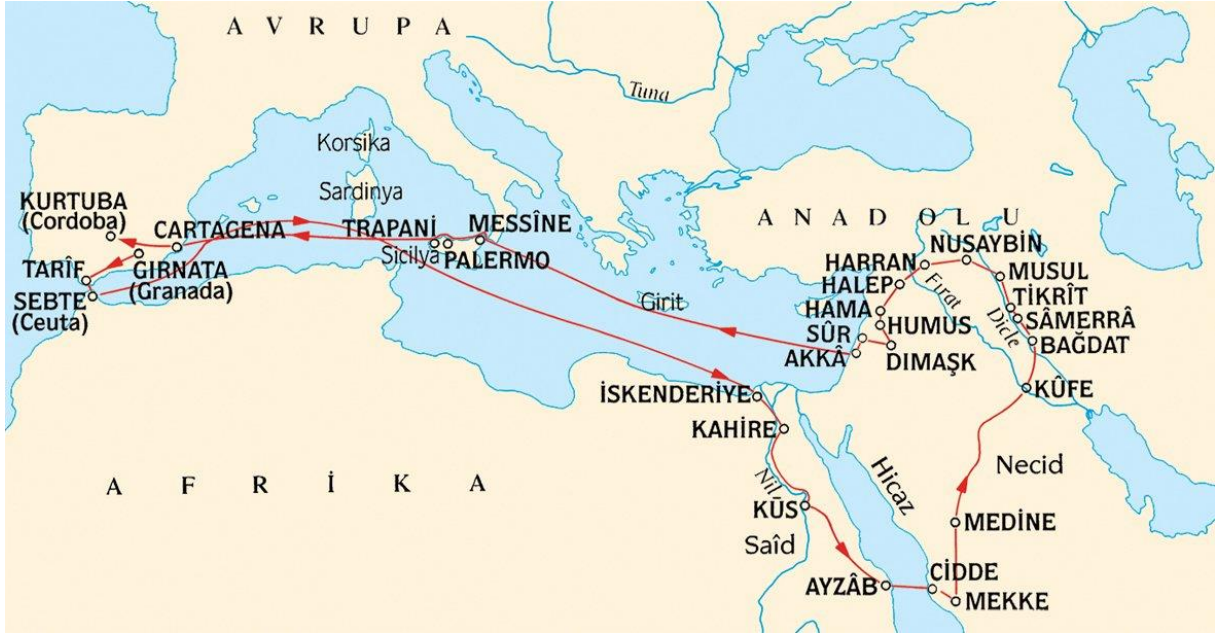 AVRUPA
Tuna
Korsika
Sardinya
KURTUBA
(Cordoba)
CARTAGENA
TRAPANİ
MESSÎNE
Sicilya
PALERMO
TARÎF
GIRNATA
(Granada)
SEBTE
(Ceuta)
Girit
ANADOLU
NUSAYBİN
HARRAN
HALEP
MUSUL
TİKRÎT
HAMA
Fırat
Dicle
SÂMERRÂ
SÛR
HUMUS
BAĞDAT
AKKÂ
DIMAŞK
İSKENDERİYE
KÛFE
KAHİRE
AFRİKA
Nil
Hicaz
Necid
KŪS
MEDİNE
Saîd
AYZÂB
CİDDE
MEKKE